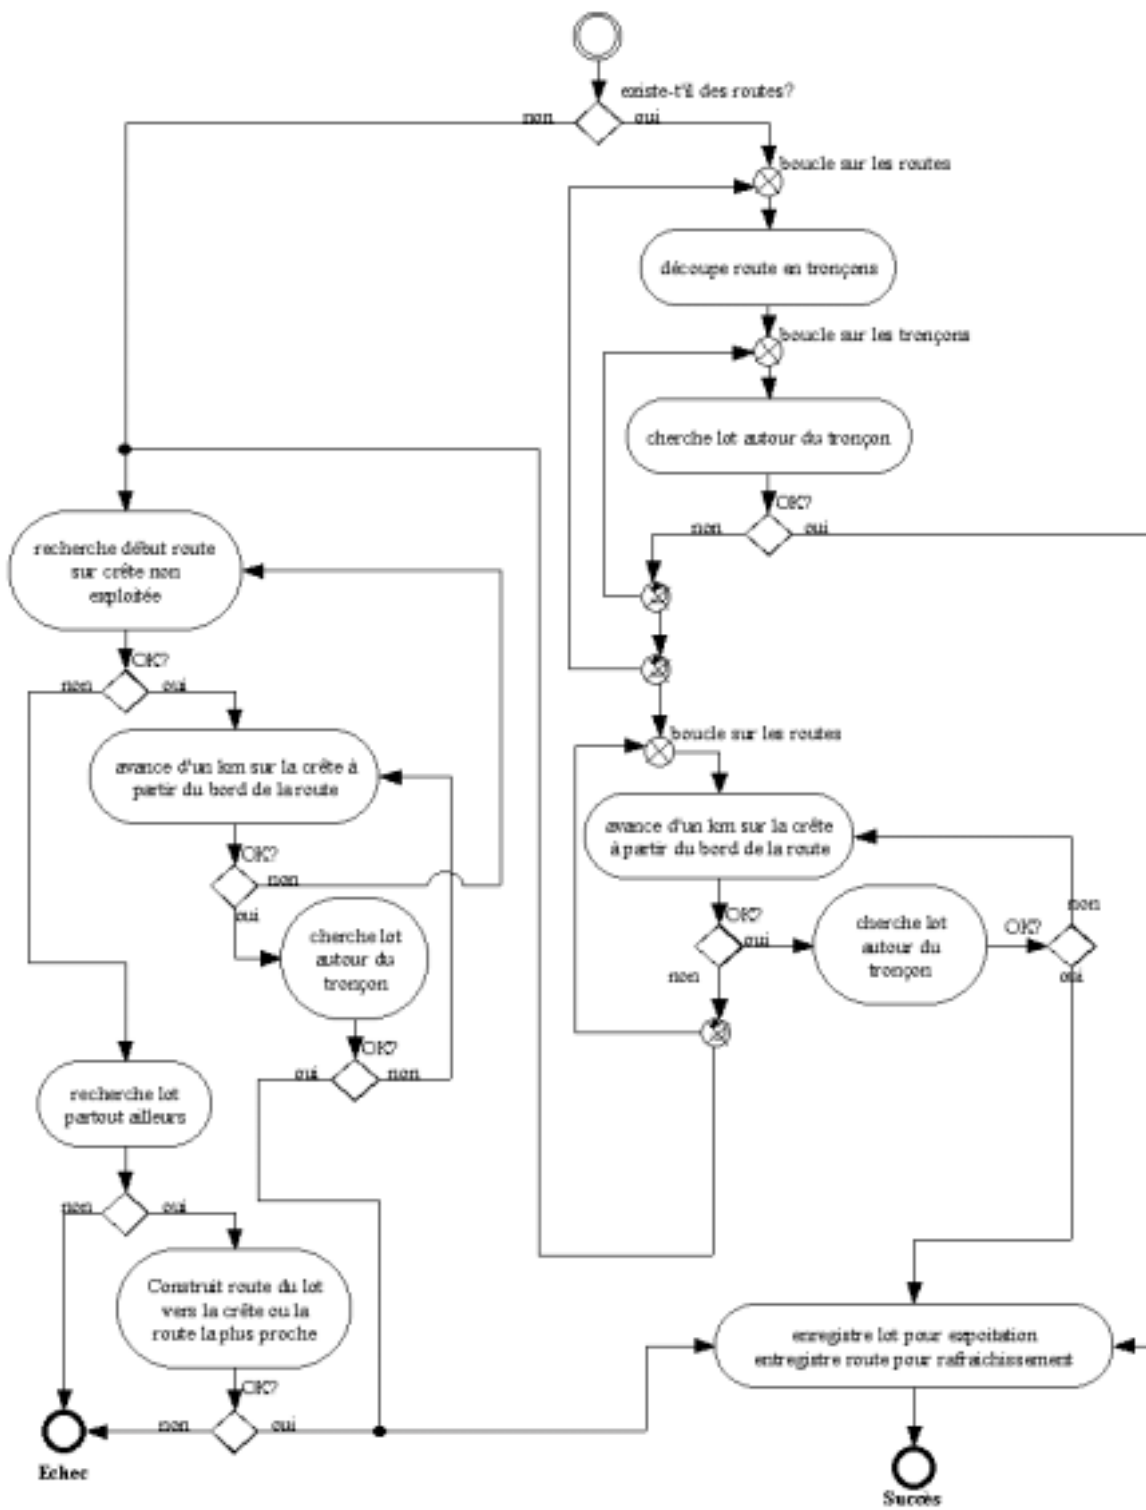 existe-t'il des routes?
non
oui
boucle sur les routes
découpe route en tronçons
boucle sur les tronçons
cherche lot autour du tronçon
OK?
non
oui
recherche début route
sur crête non
exploitée
OK?
non
oui
boucle sur les routes
avance d'un km sur la crête à
partir du bord de la route
avance d'un km sur la crête
à partir du bord de la route
OK?
non
oui
cherche lot
autour du
tronçon
OK?
oui
non
cherche lot
autour du
tronçon
OK?
non
oui
OK?
oui
non
recherche lot
partout ailleurs
non
oui
Construit route du lot
vers la crête ou la
route la plus proche
enregistre lot pour expoitation
entregistre route pour raffraichissement
OK?
non
oui
Echec
Succès